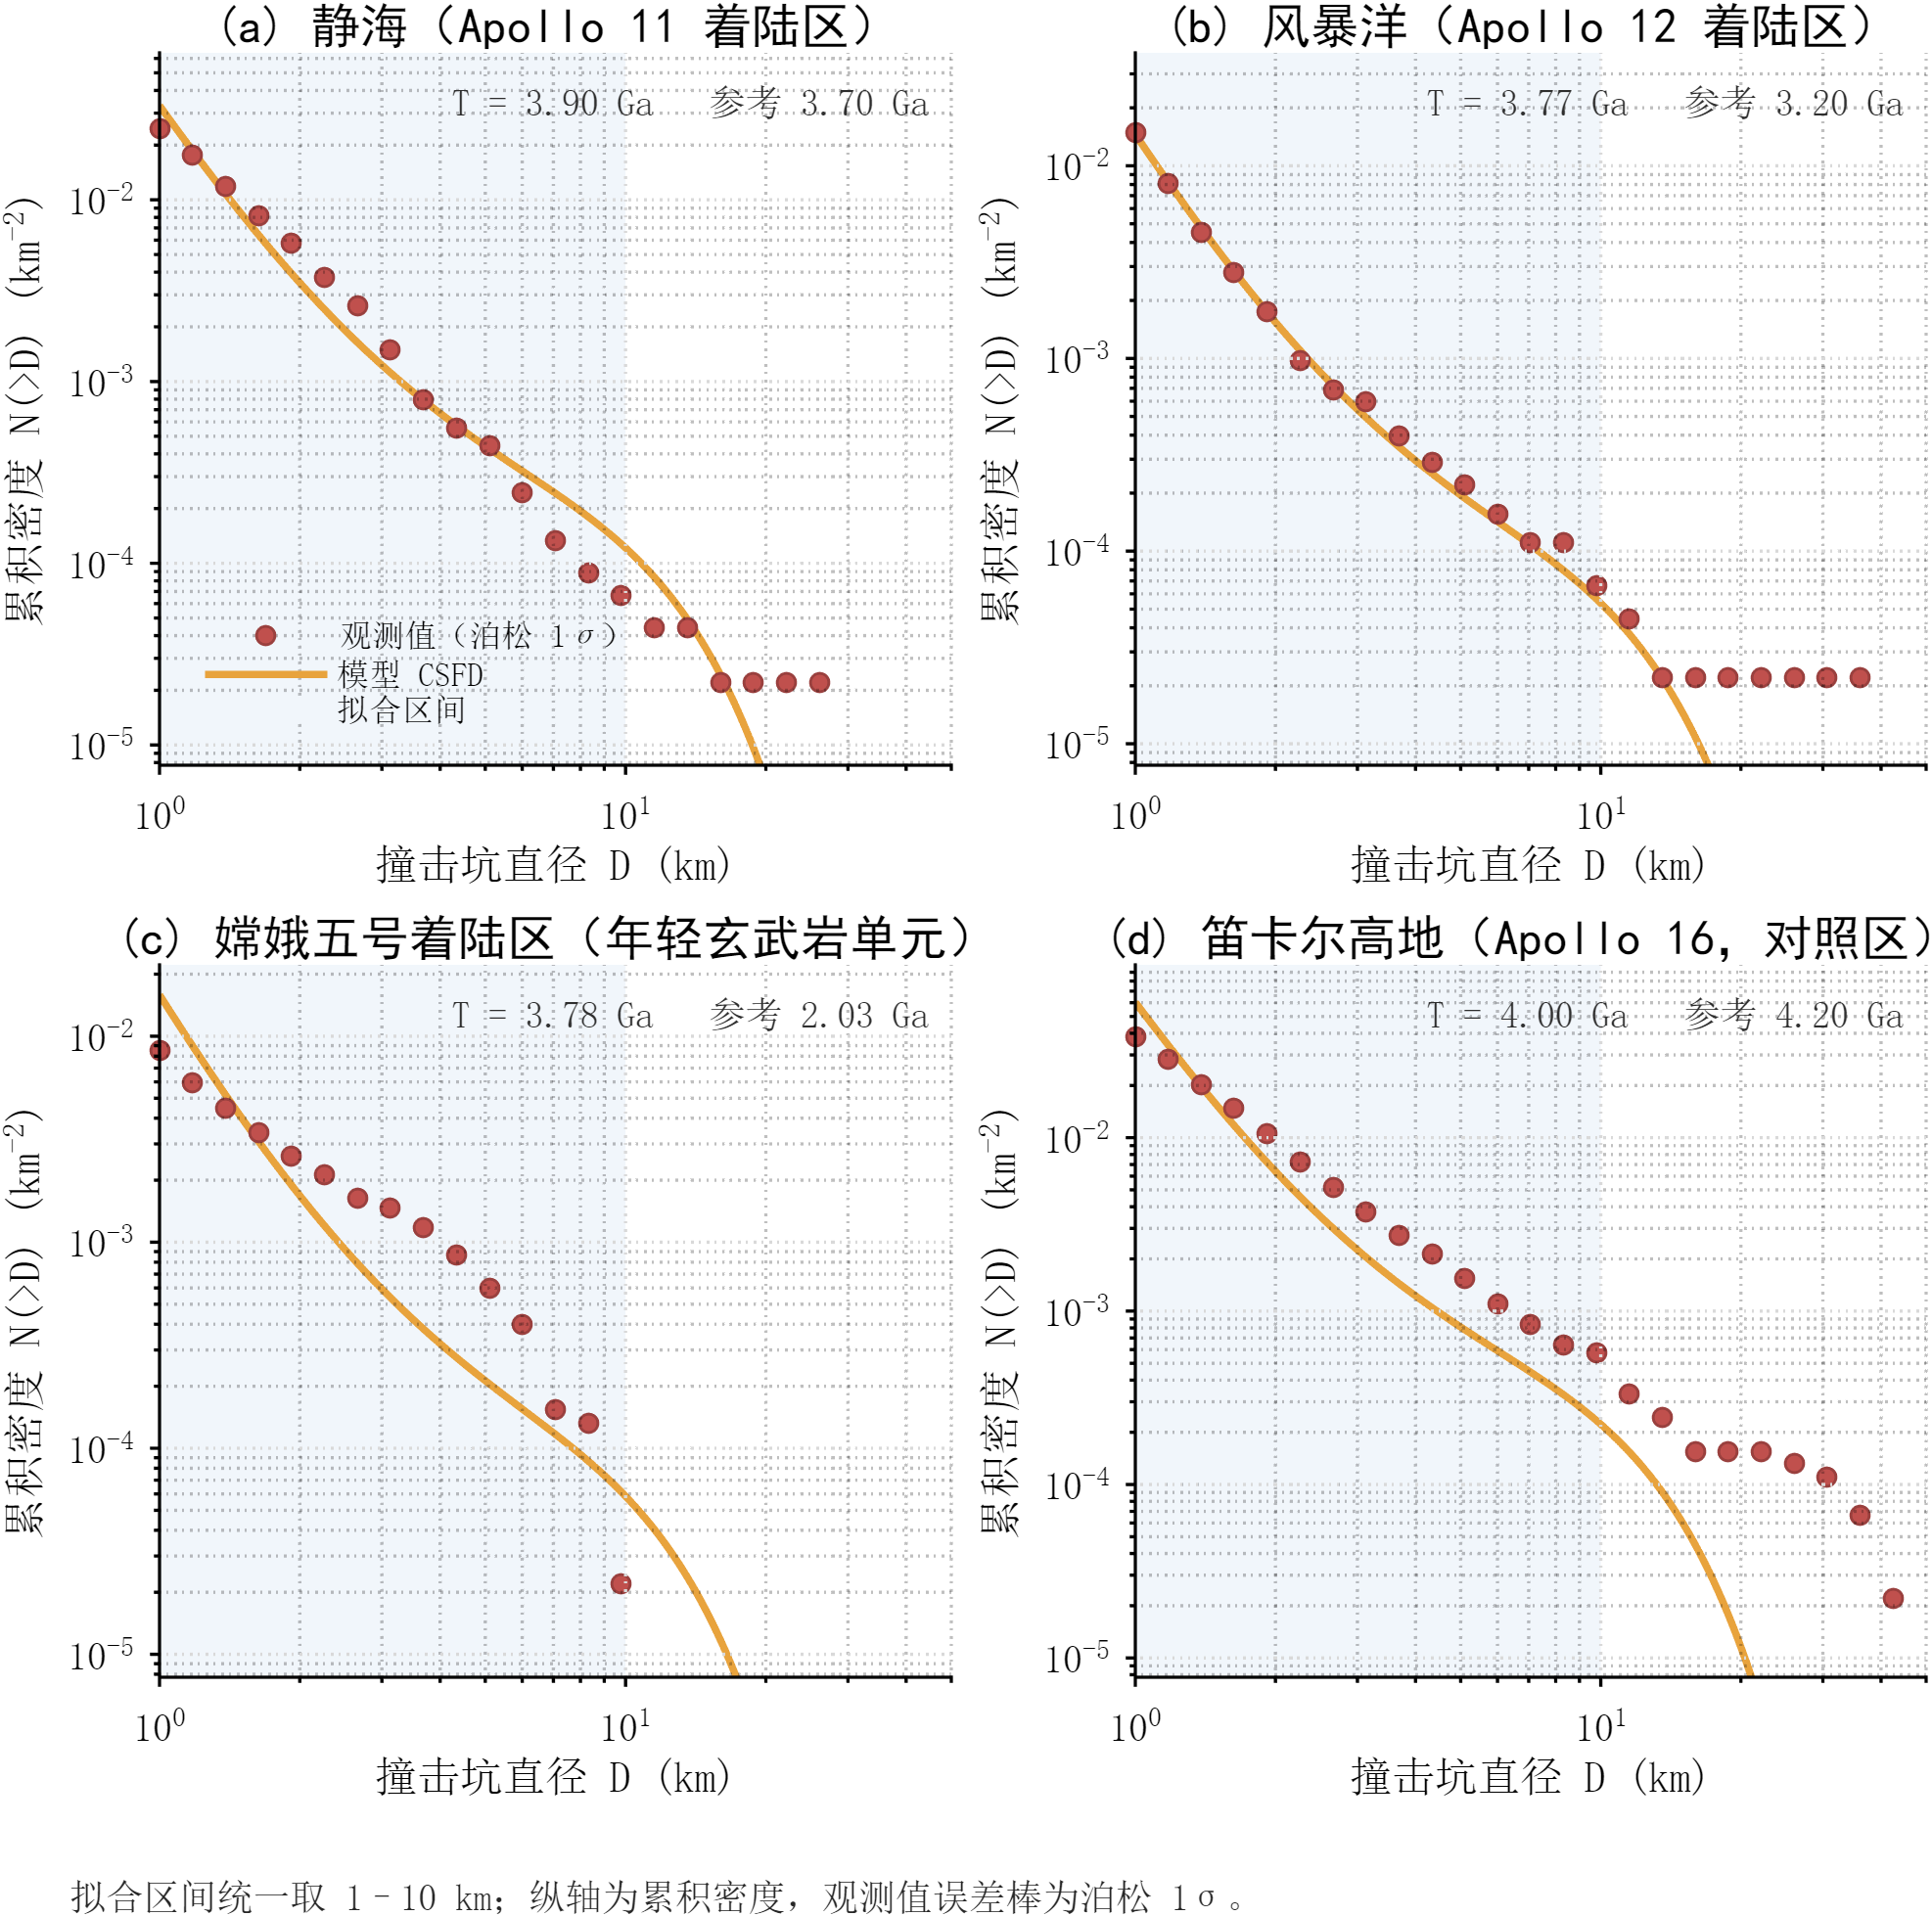 (a) 静海（Apollo 11 着陆区）
T = 3.90 Ga 参考 3.70 Ga
10⁻²
10⁻³
10⁻⁴
10⁻⁵
累积密度 N(>D) (km⁻²)
观测值（泊松 1σ）
模型 CSFD
拟合区间
10⁰ 10¹
撞击坑直径 D (km)
(b) 风暴洋（Apollo 12 着陆区）
T = 3.77 Ga 参考 3.20 Ga
10⁻²
10⁻³
10⁻⁴
10⁻⁵
累积密度 N(>D) (km⁻²)
10⁰ 10¹
撞击坑直径 D (km)
(c) 嫦娥五号着陆区（年轻玄武岩单元）
T = 3.78 Ga 参考 2.03 Ga
10⁻²
10⁻³
10⁻⁴
10⁻⁵
累积密度 N(>D) (km⁻²)
10⁰ 10¹
撞击坑直径 D (km)
(d) 笛卡尔高地（Apollo 16, 对照区）
T = 4.00 Ga 参考 4.20 Ga
10⁻²
10⁻³
10⁻⁴
10⁻⁵
累积密度 N(>D) (km⁻²)
10⁰ 10¹
撞击坑直径 D (km)
拟合区间统一取 1–10 km；纵轴为累积密度，观测值误差棒为泊松 1σ。